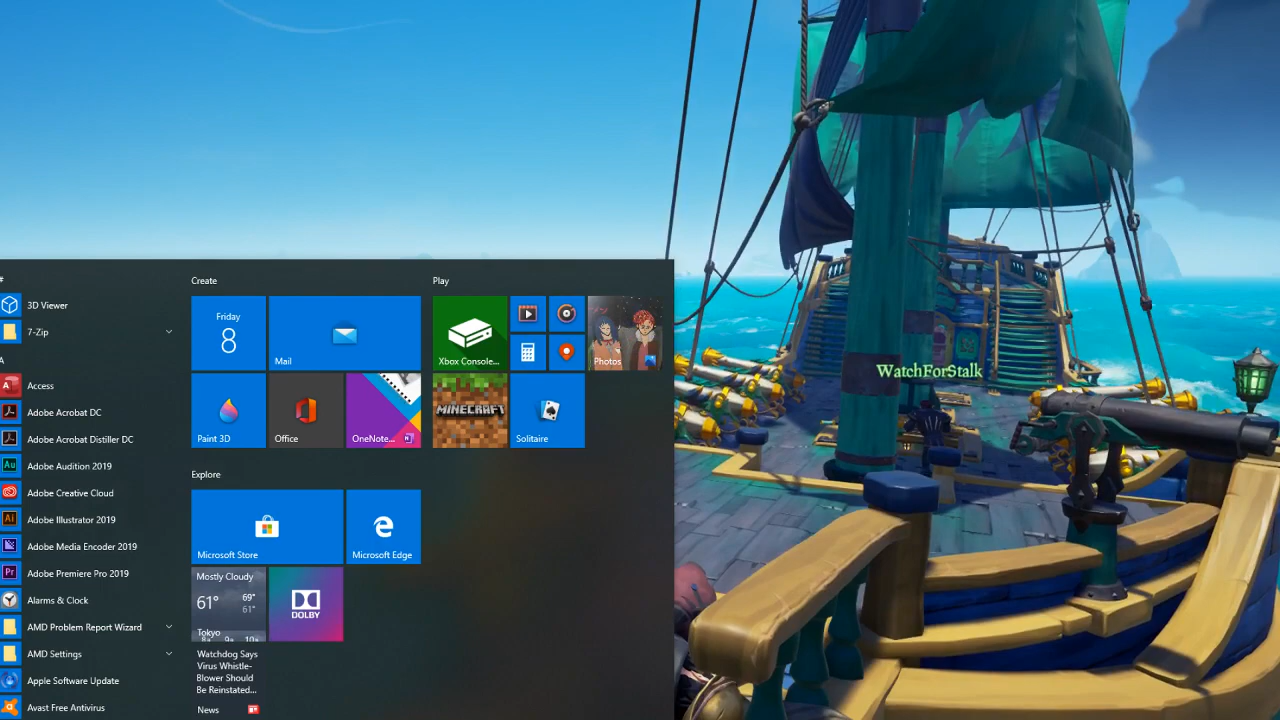 #
3D Viewer
7-Zip
A
Access
Adobe Acrobat DC
Adobe Acrobat Distiller DC
Adobe Audition 2019
Adobe Creative Cloud
Adobe Illustrator 2019
Adobe Media Encoder 2019
Adobe Premiere Pro 2019
Alarms & Clock
AMD Problem Report Wizard
AMD Settings
Apple Software Update
Avast Free Antivirus
Create
Friday
8
Mail
Paint 3D
Office
OneNote...
Play
Xbox Console...
Photos
MINECRAFT
Solitaire
Explore
Microsoft Store
Microsoft Edge
Mostly Cloudy
61° 69°
61°
Tokyo
8a 9a 10a
DOLBY
Watchdog Says
Virus Whistle-
Blower Should
Be Reinstated...
News
WatchForStalk